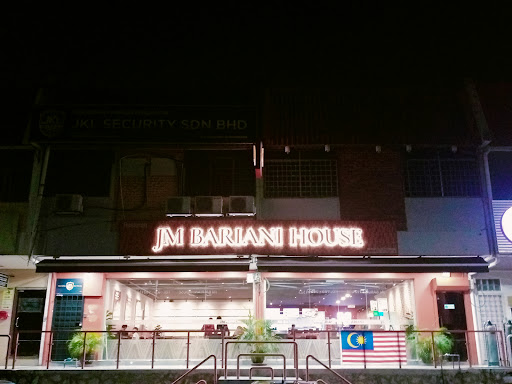 JKL SECURITY SDN BHD
JM BARIANI HOUSE